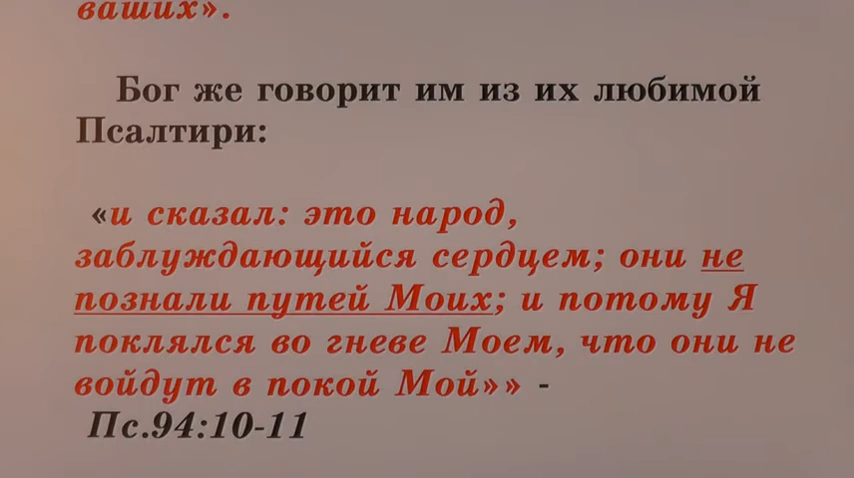 ваших».
Бог же говорит им из их любимой
Псалтири:
«и сказал: это народ,
заблуждающийся сердцем; они не
познали путей Моих; и потому Я
поклялся во гневе Моем, что они не
войдут в покой Мой»» -
Пс.94:10-11